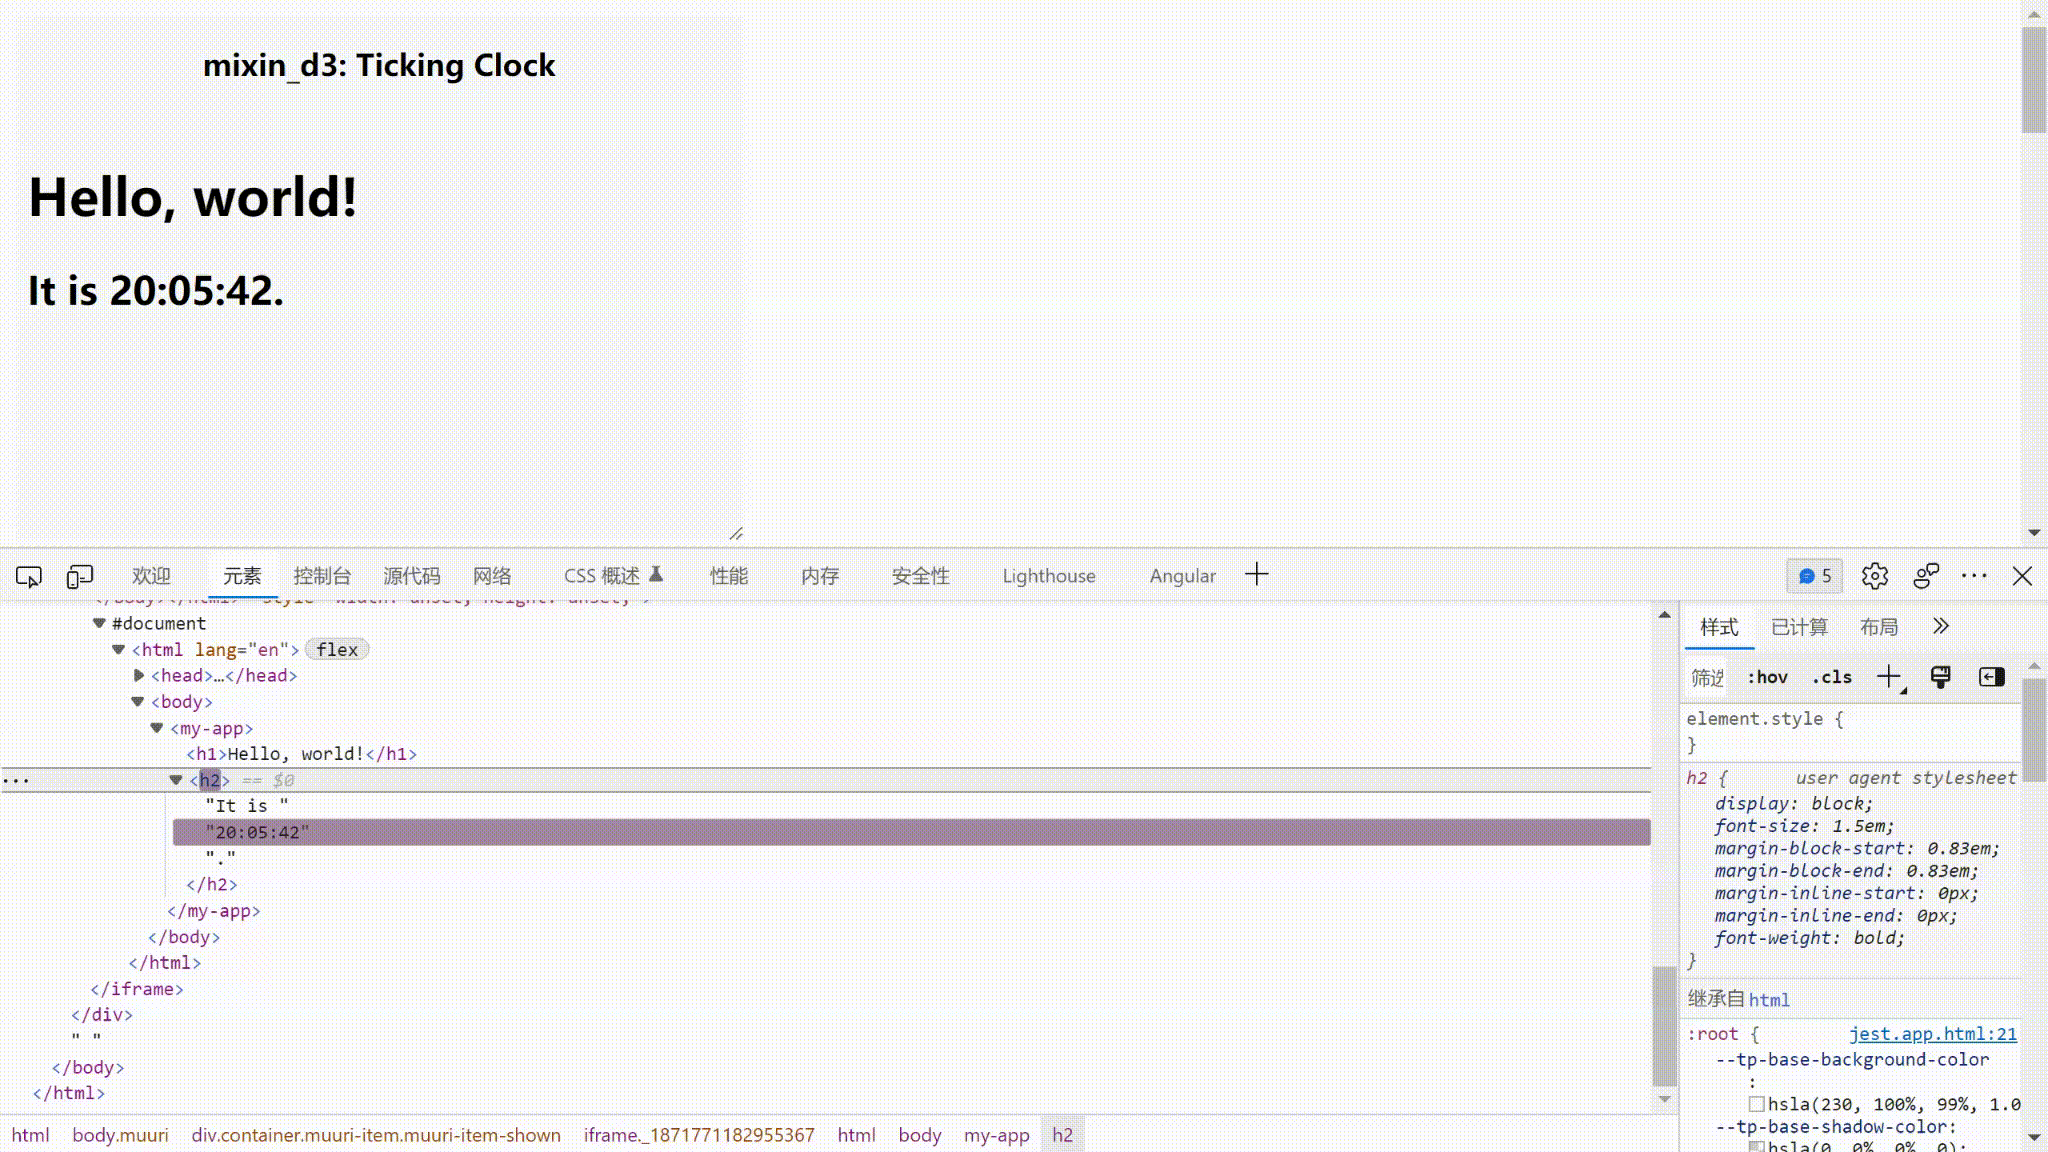 mixin_d3: Ticking Clock
Hello, world!
It is 20:05:42.
欢迎 元素 控制台 源代码 网络 CSS 概述 性能 内存 安全性 Lighthouse Angular 5
#document
<html lang="en"> flex
<head>…</head>
<body>
<my-app>
<h1>Hello, world!</h1>
<h2> == $0
"It is "
"20:05:42"
"."
</h2>
</my-app>
</body>
</html>
</iframe>
</div>
" "
</body>
</html>
html body.muuri div.container.muuri-item.muuri-item-shown iframe._1871771182955367 html body my-app h2
样式 已计算 布局
筛选 :hov .cls
element.style {
}
h2 { user agent stylesheet
display: block;
font-size: 1.5em;
margin-block-start: 0.83em;
margin-block-end: 0.83em;
margin-inline-start: 0px;
margin-inline-end: 0px;
font-weight: bold;
}
继承自 html
:root { jest.app.html:21
--tp-base-background-color
:
hsla(230, 100%, 99%, 1.0
--tp-base-shadow-color:
hsla(0, 0%, 0%, 0);